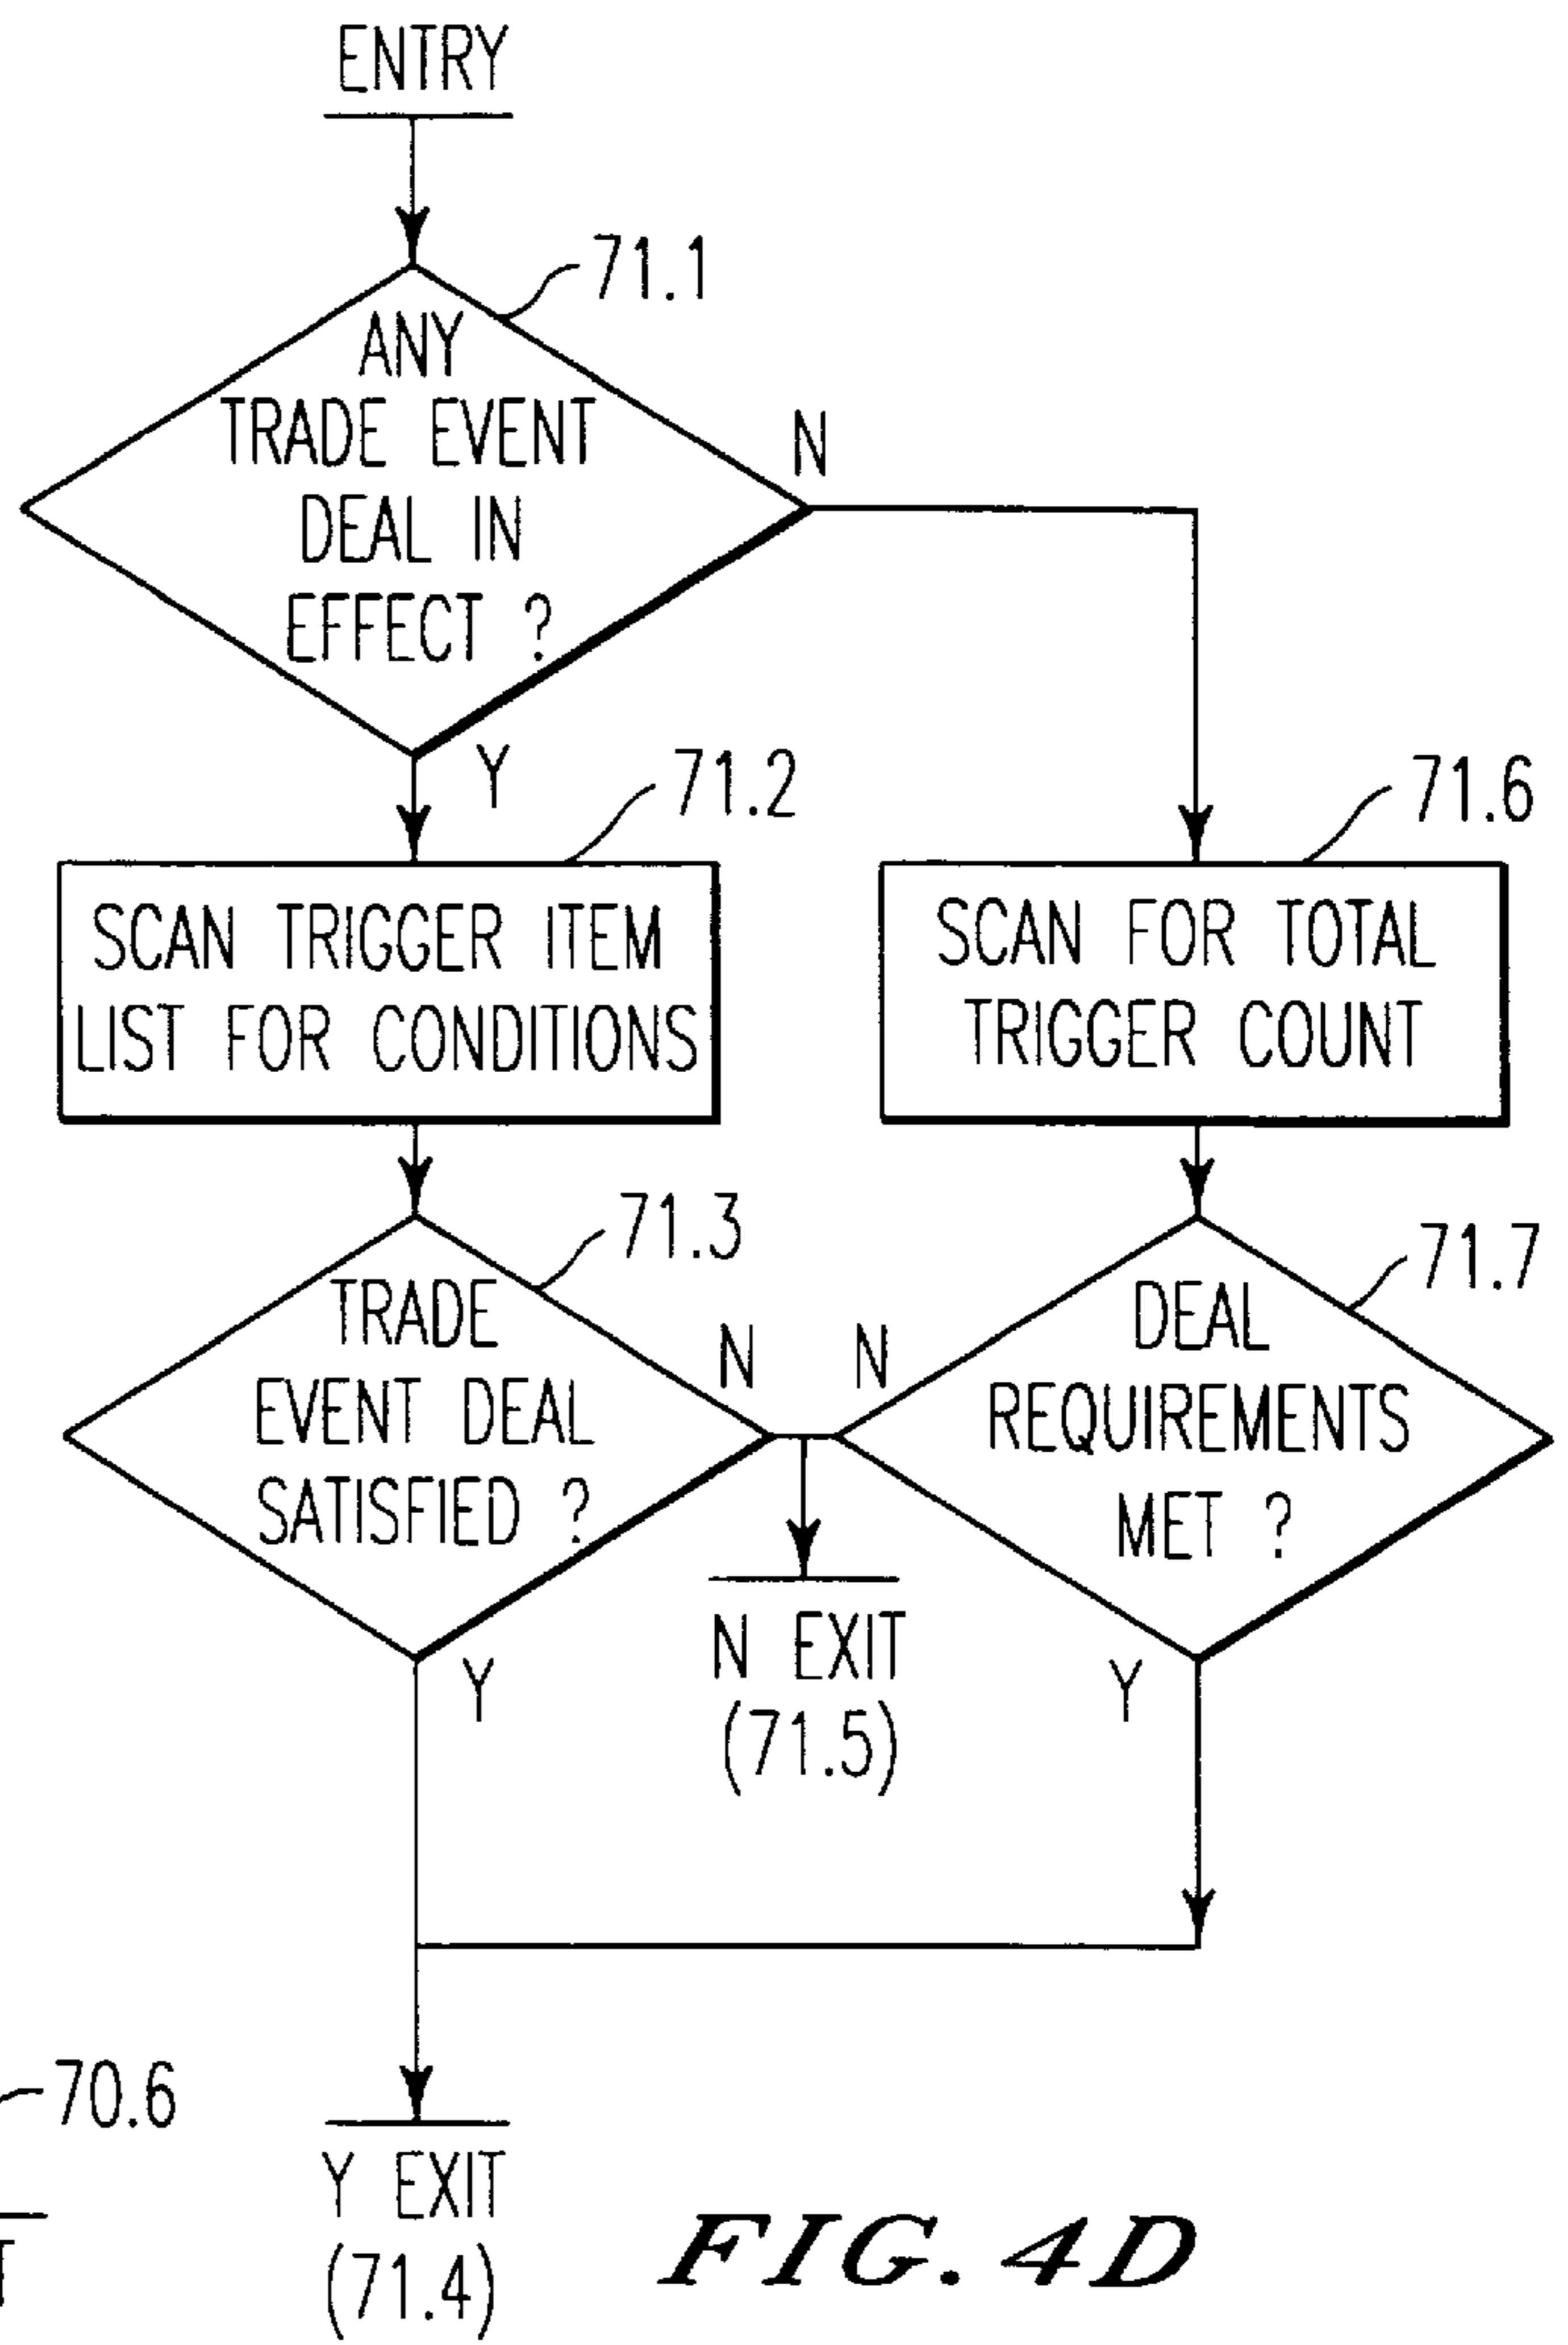 ENTRY
71.1
ANY
TRADE EVENT
DEAL IN
EFFECT ?
N
Y
71.2
SCAN TRIGGER ITEM
LIST FOR CONDITIONS
71.6
SCAN FOR TOTAL
TRIGGER COUNT
71.3
TRADE
EVENT DEAL
SATISFIED ?
N
Y
71.7
DEAL
REQUIREMENTS
MET ?
N
Y
N EXIT
(71.5)
70.6
Y EXIT
(71.4)
FIG. 4D